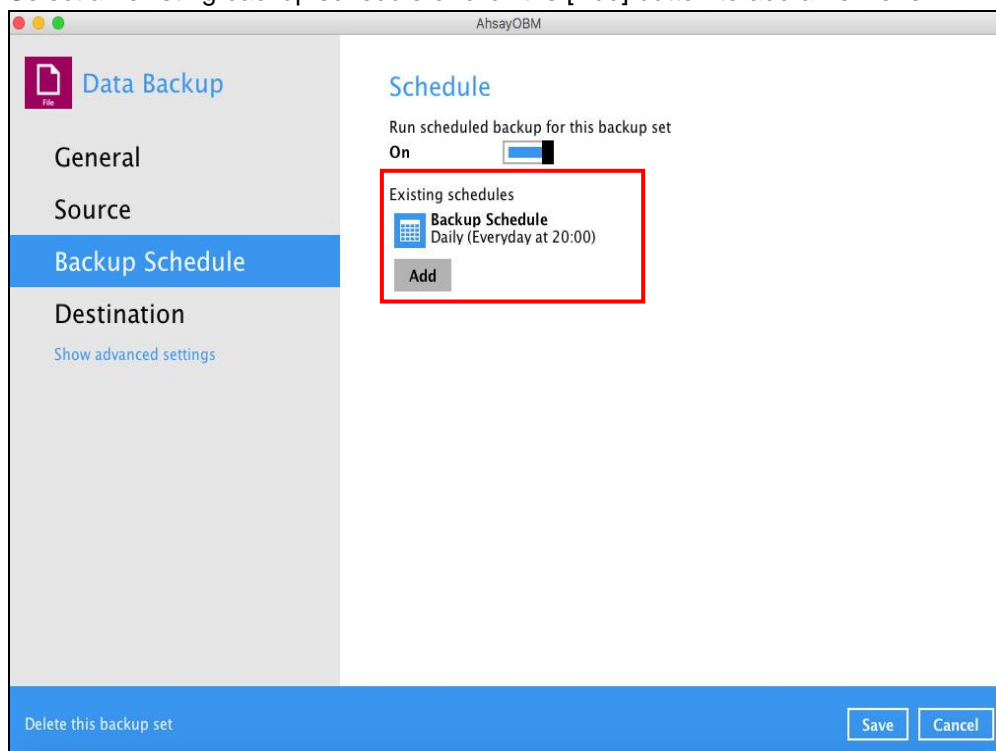 AhsayOBM
File
Data Backup
General
Source
Backup Schedule
Destination
Show advanced settings
Schedule
Run scheduled backup for this backup set
On
Existing schedules
Backup Schedule
Daily (Everyday at 20:00)
Add
Delete this backup set
Save
Cancel